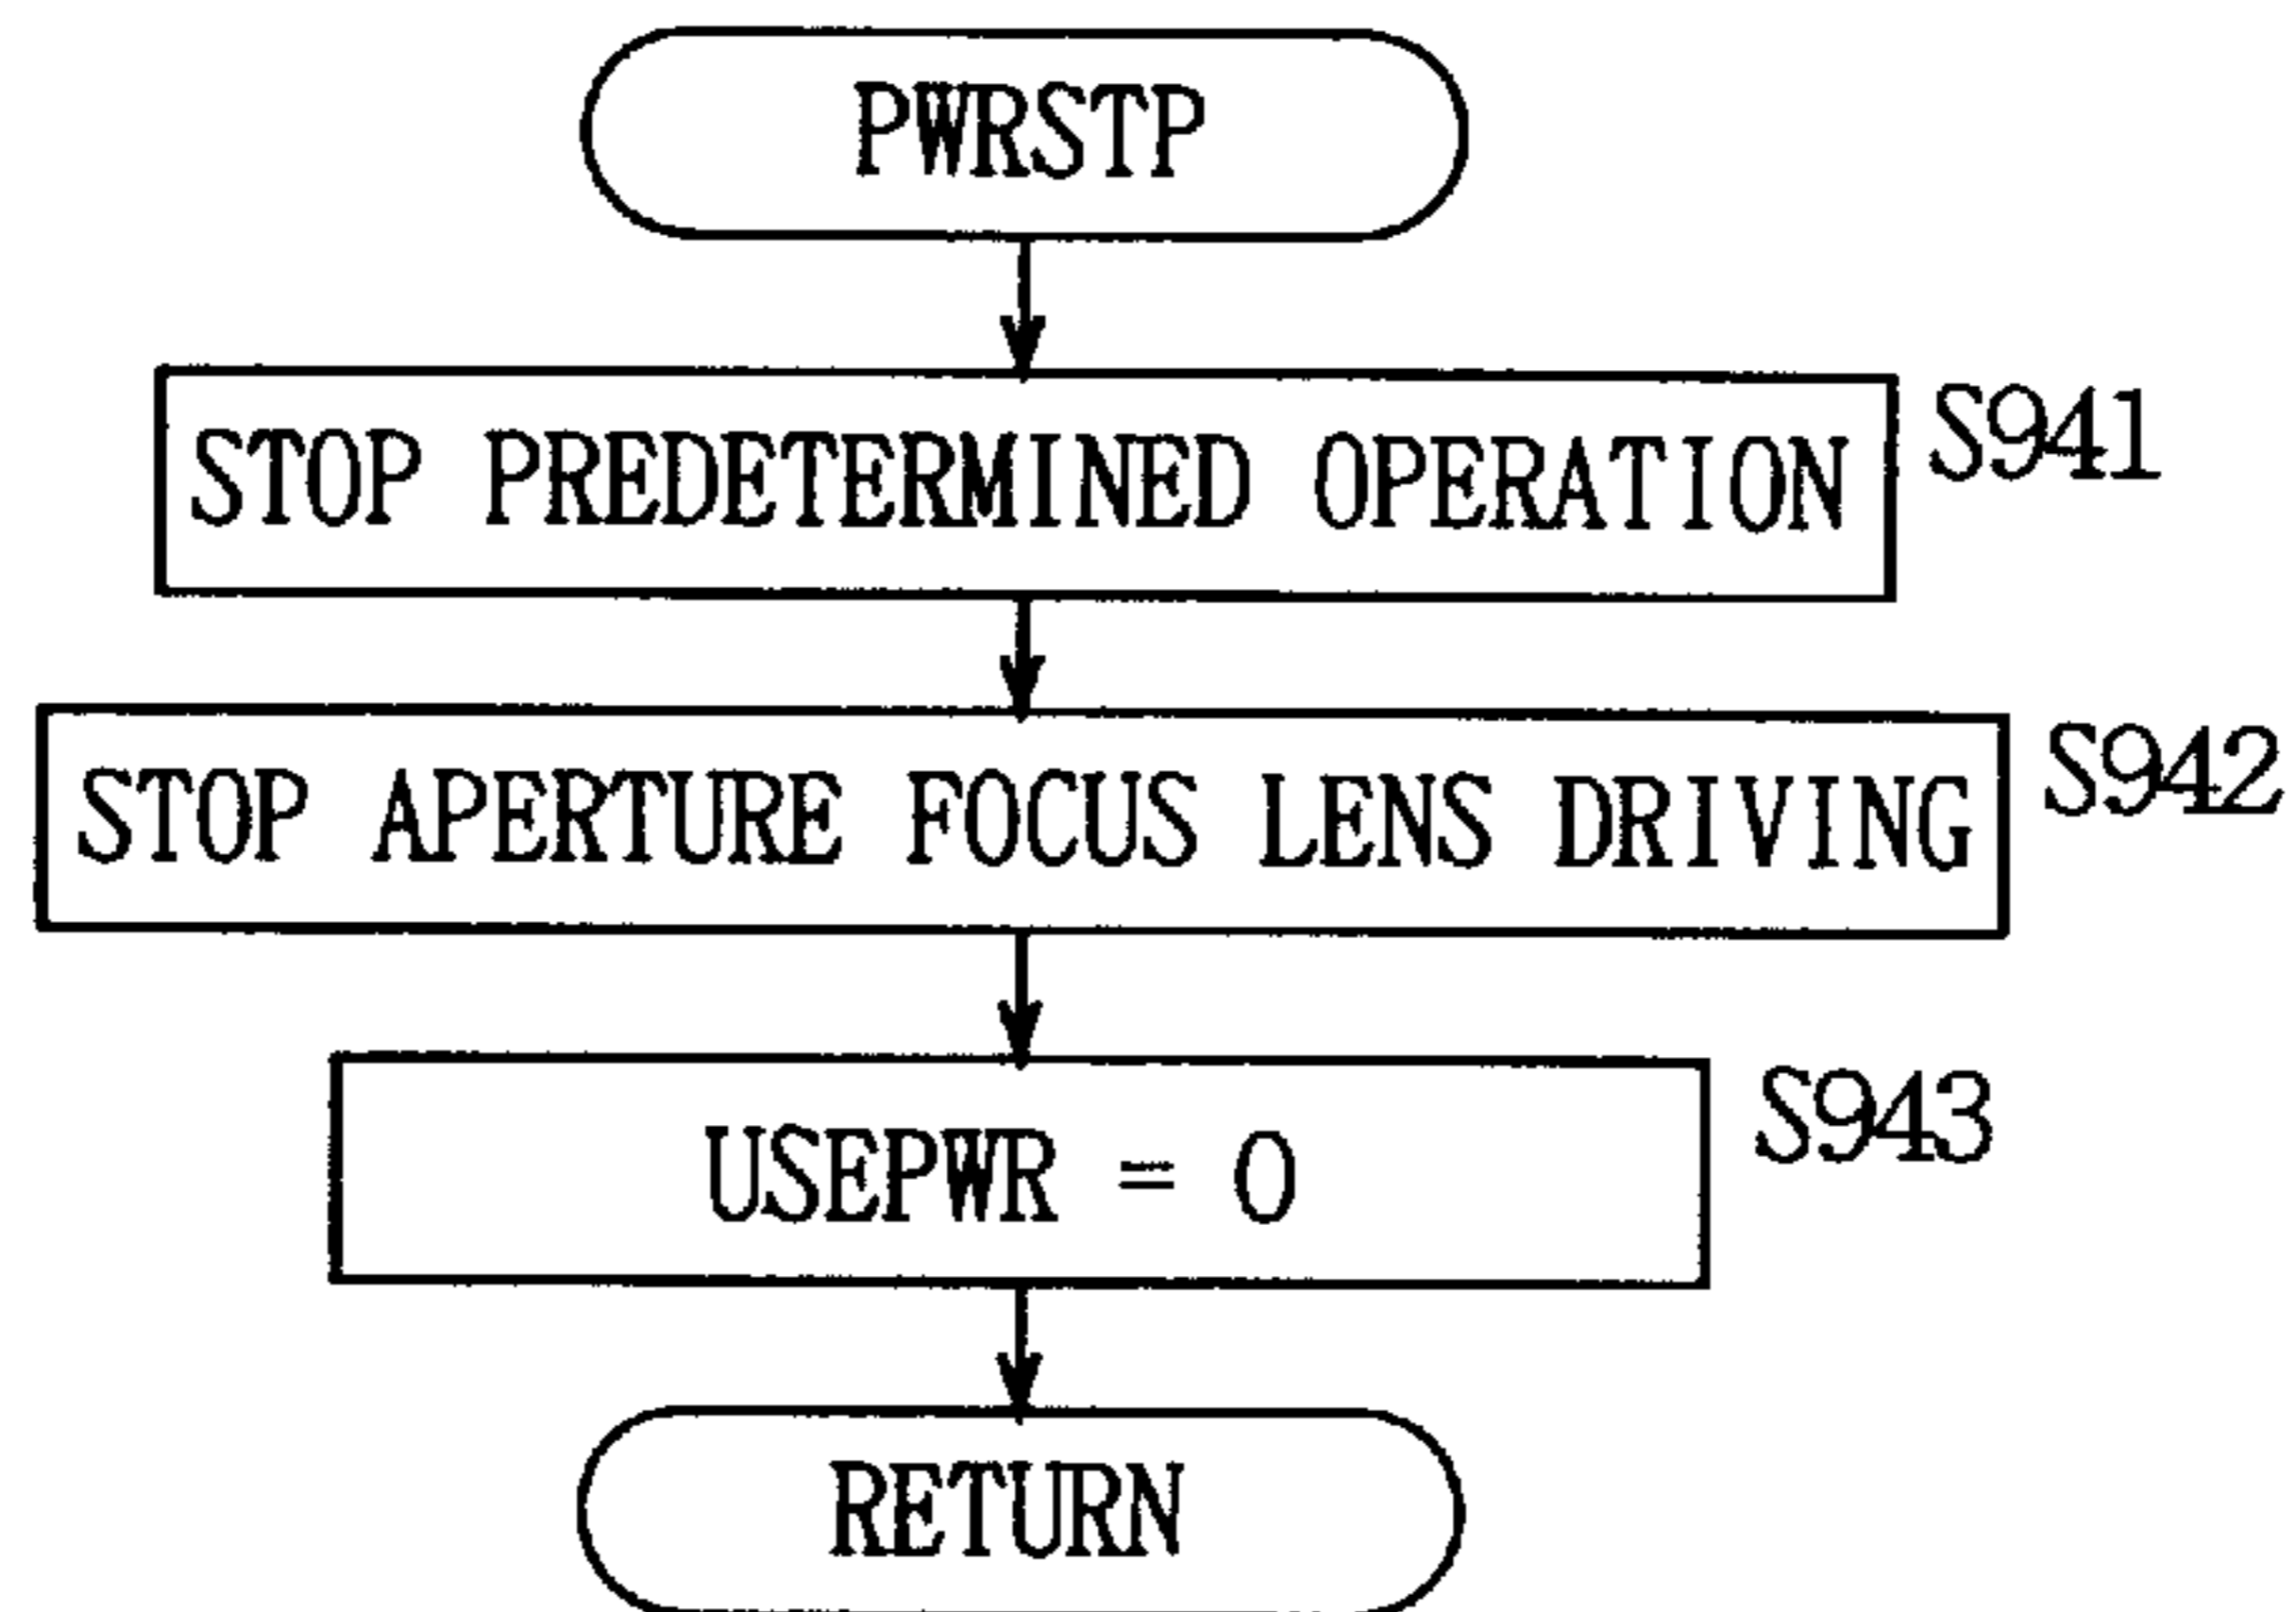 PWRSTP
STOP PREDETERMINED OPERATION S941
STOP APERTURE FOCUS LENS DRIVING S942
USEPWR = 0 S943
RETURN